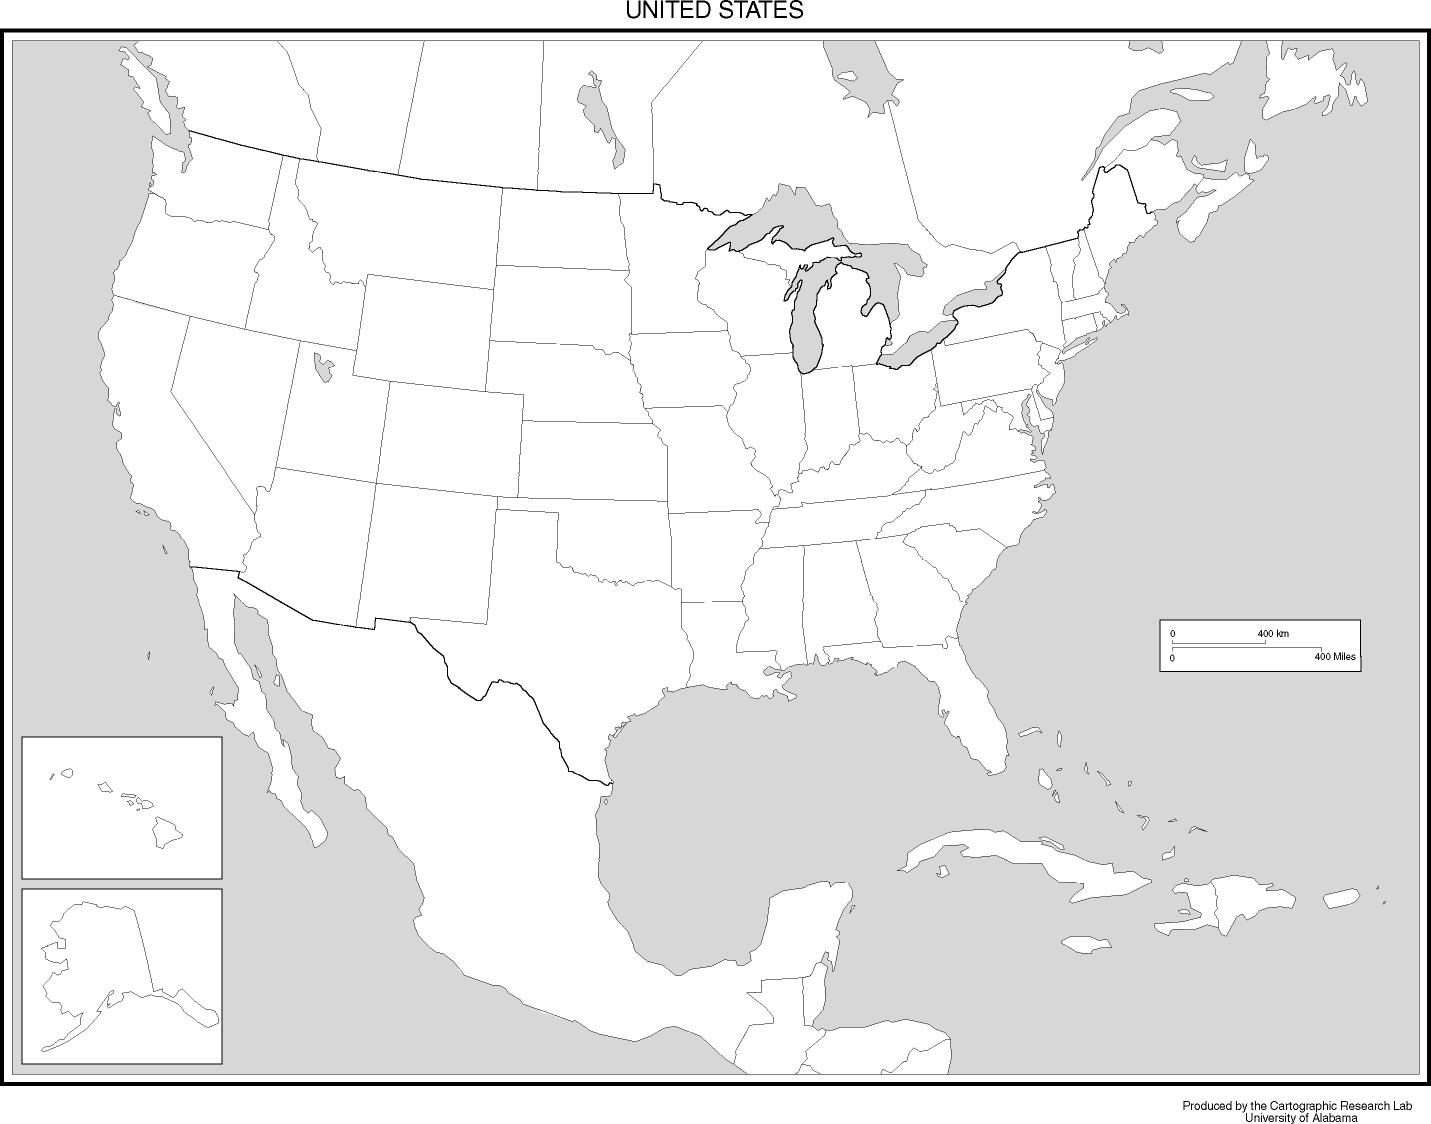 UNITED STATES
0 400 km
0 400 Miles
Produced by the Cartographic Research Lab
University of Alabama